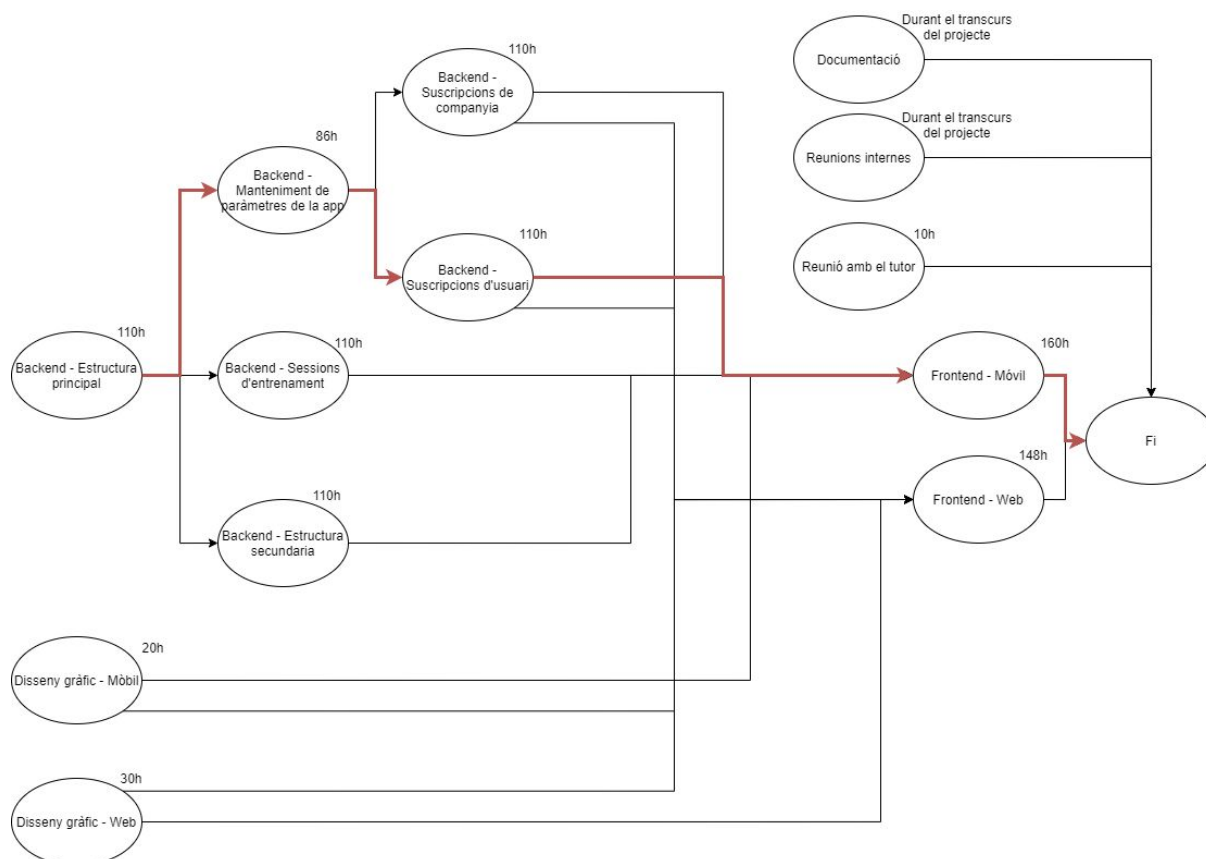 Durant el transcurs
del projecte
110h
Documentació
Backend -
Suscripcions de
companyia
Durant el transcurs
del projecte
86h
Reunions internes
Backend -
Manteniment de
paràmetres de la app
110h
10h
Backend -
Suscripcions d'usuari
Reunió amb el tutor
110h
110h
160h
Backend - Estructura
principal
Backend - Sessions
d'entrenament
Frontend - Móvil
Fi
148h
110h
Frontend - Web
Backend - Estructura
secundaria
20h
Disseny gràfic - Mòbil
30h
Disseny gràfic - Web